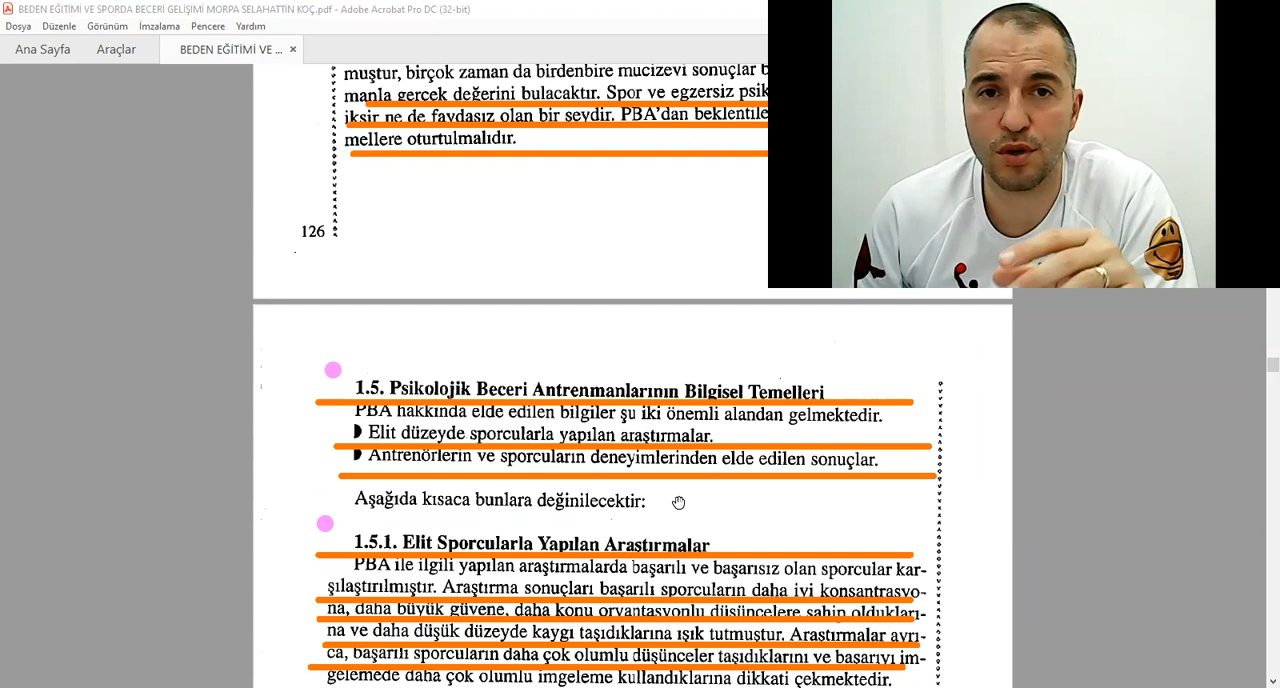 BEDEN EĞİTİMİ VE SPORDA BECERİ GELİŞİMİ MORPA SELAHATTIN KOÇ.pdf - Adobe Acrobat Pro DC (32-bit)
Dosya Düzenle Görünüm İmzalama Pencere Yardım
Ana Sayfa Araçlar BEDEN EĞİTİMİ VE ... ×
muştur, birçok zaman da birdenbire mucizevi sonuçlar
manla gerçek değerini bulacaktır. Spor ve egzersiz psik
iksir ne de faydasız olan bir şeydir. PBA'dan beklentile
mellere oturtulmalıdır.
126
1.5. Psikolojik Beceri Antrenmanlarının Bilgisel Temelleri
PBA hakkında elde edilen bilgiler şu iki önemli alandan gelmektedir.
Elit düzeyde sporcularla yapılan araştırmalar.
Antrenörlerin ve sporcuların deneyimlerinden elde edilen sonuçlar.
Aşağıda kısaca bunlara değinilecektir:
1.5.1. Elit Sporcularla Yapılan Araştırmalar
PBA ile ilgili yapılan araştırmalarda başarılı ve başarısız olan sporcular kar-
şılaştırılmıştır. Araştırma sonuçları başarılı sporcuların daha iyi konsantrasyo-
na, daha büyük güvene, daha konu oryantasyonlu düşüncelere sahip oldukları-
na ve daha düşük düzeyde kaygı taşıdıklarına ışık tutmuştur. Araştırmalar ayrı-
ca, başarılı sporcuların daha çok olumlu düşünceler taşıdıklarını ve başarıyı im-
gelemede daha çok olumlu imgeleme kullandıklarına dikkati çekmektedir.